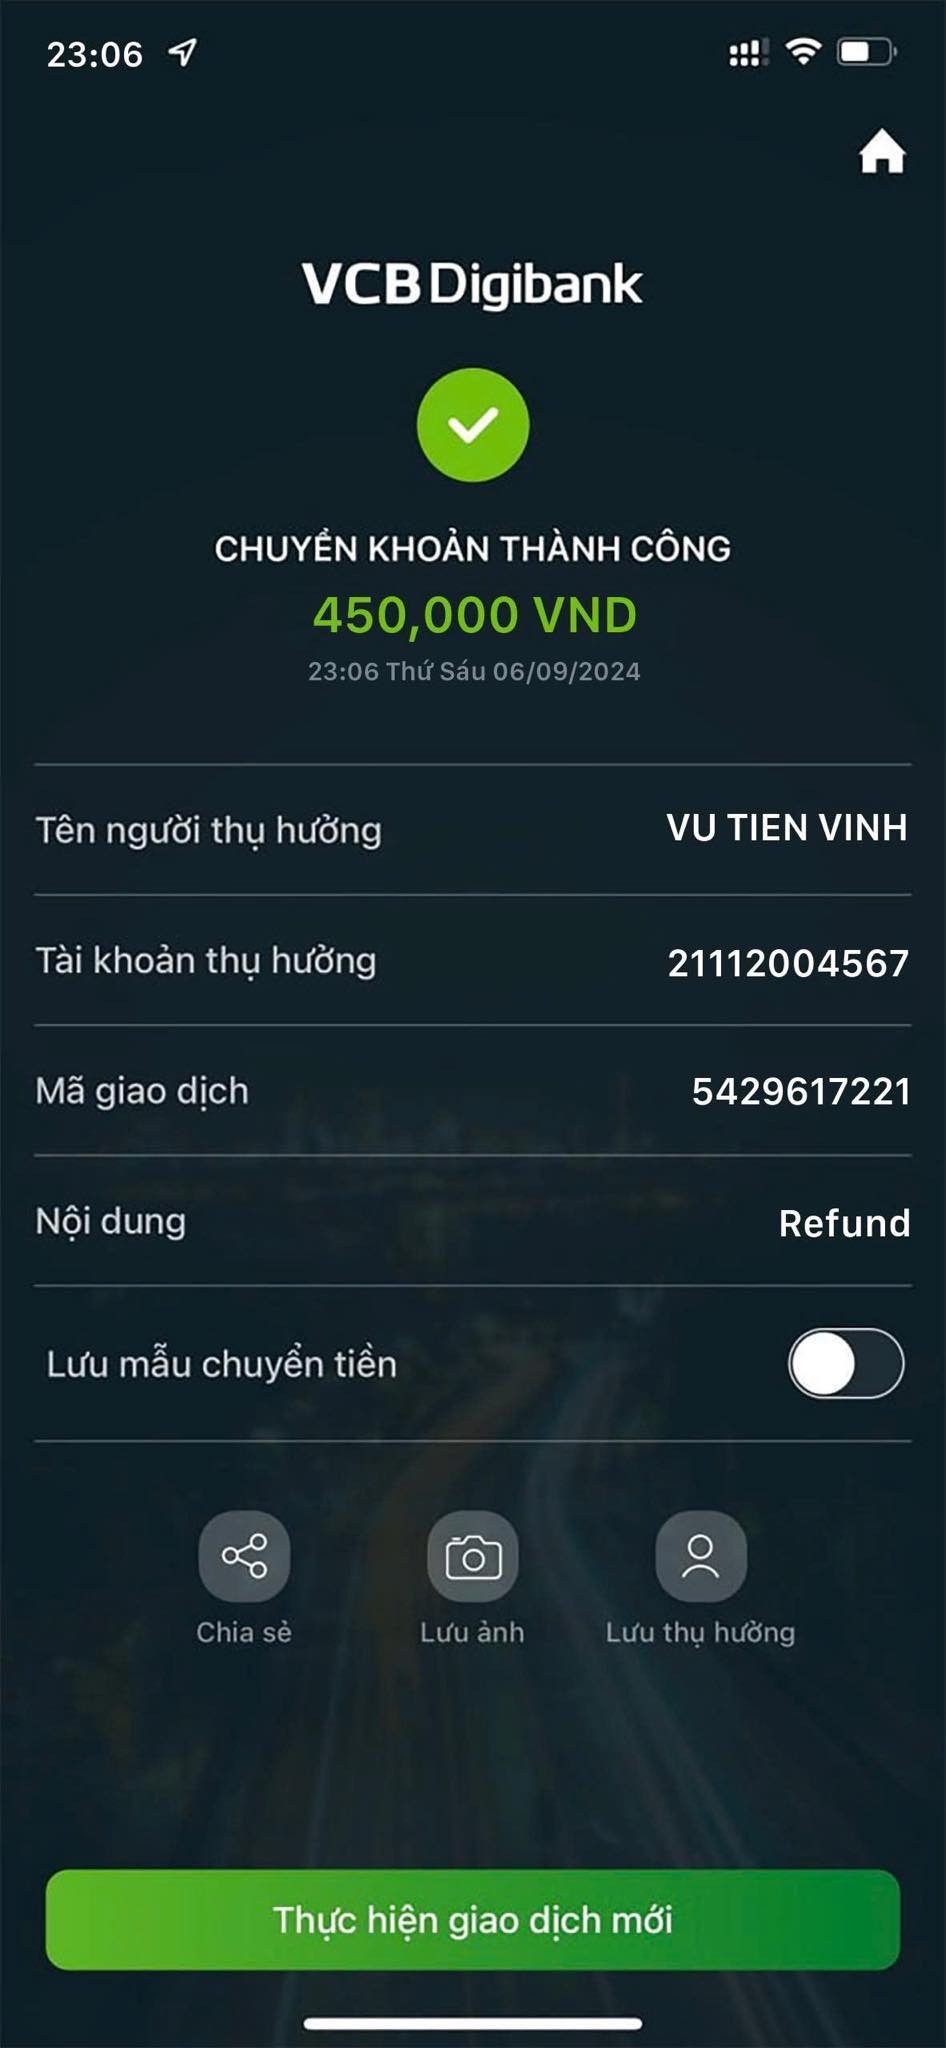 23:06
VCB Digibank
CHUYỂN KHOẢN THÀNH CÔNG
450,000 VND
23:06 Thứ Sáu 06/09/2024
Tên người thụ hưởng VU TIEN VINH
Tài khoản thụ hưởng 21112004567
Mã giao dịch 5429617221
Nội dung Refund
Lưu mẫu chuyển tiền
Chia sẻ Lưu ảnh Lưu thụ hưởng
Thực hiện giao dịch mới